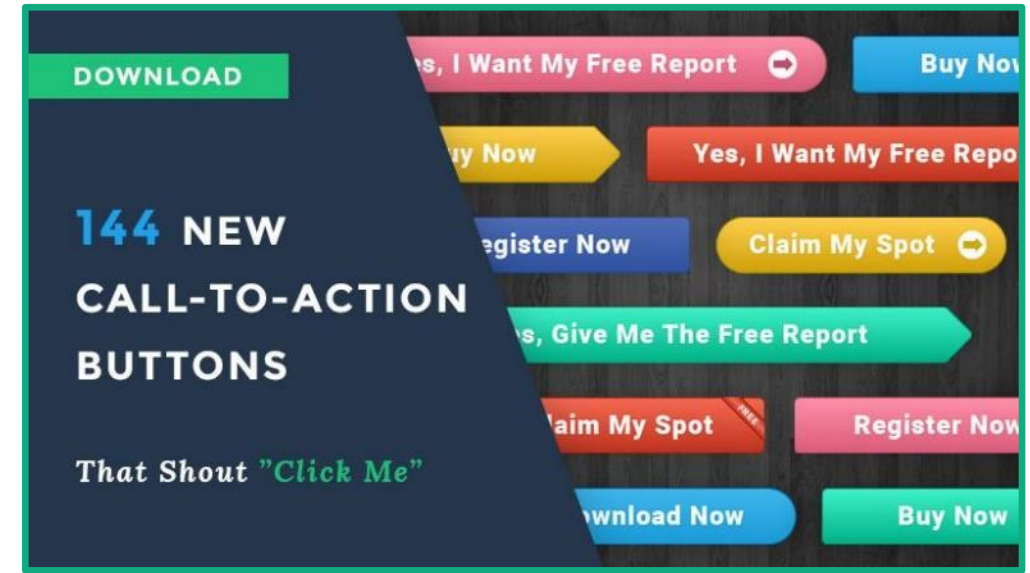 DOWNLOAD
144 NEW
CALL-TO-ACTION
BUTTONS
That Shout ”Click Me”
s, I Want My Free Report
Buy Now
uy Now
Yes, I Want My Free Repo
egister Now
Claim My Spot
s, Give Me The Free Report
aim My Spot
FREE
Register Now
wnload Now
Buy Now